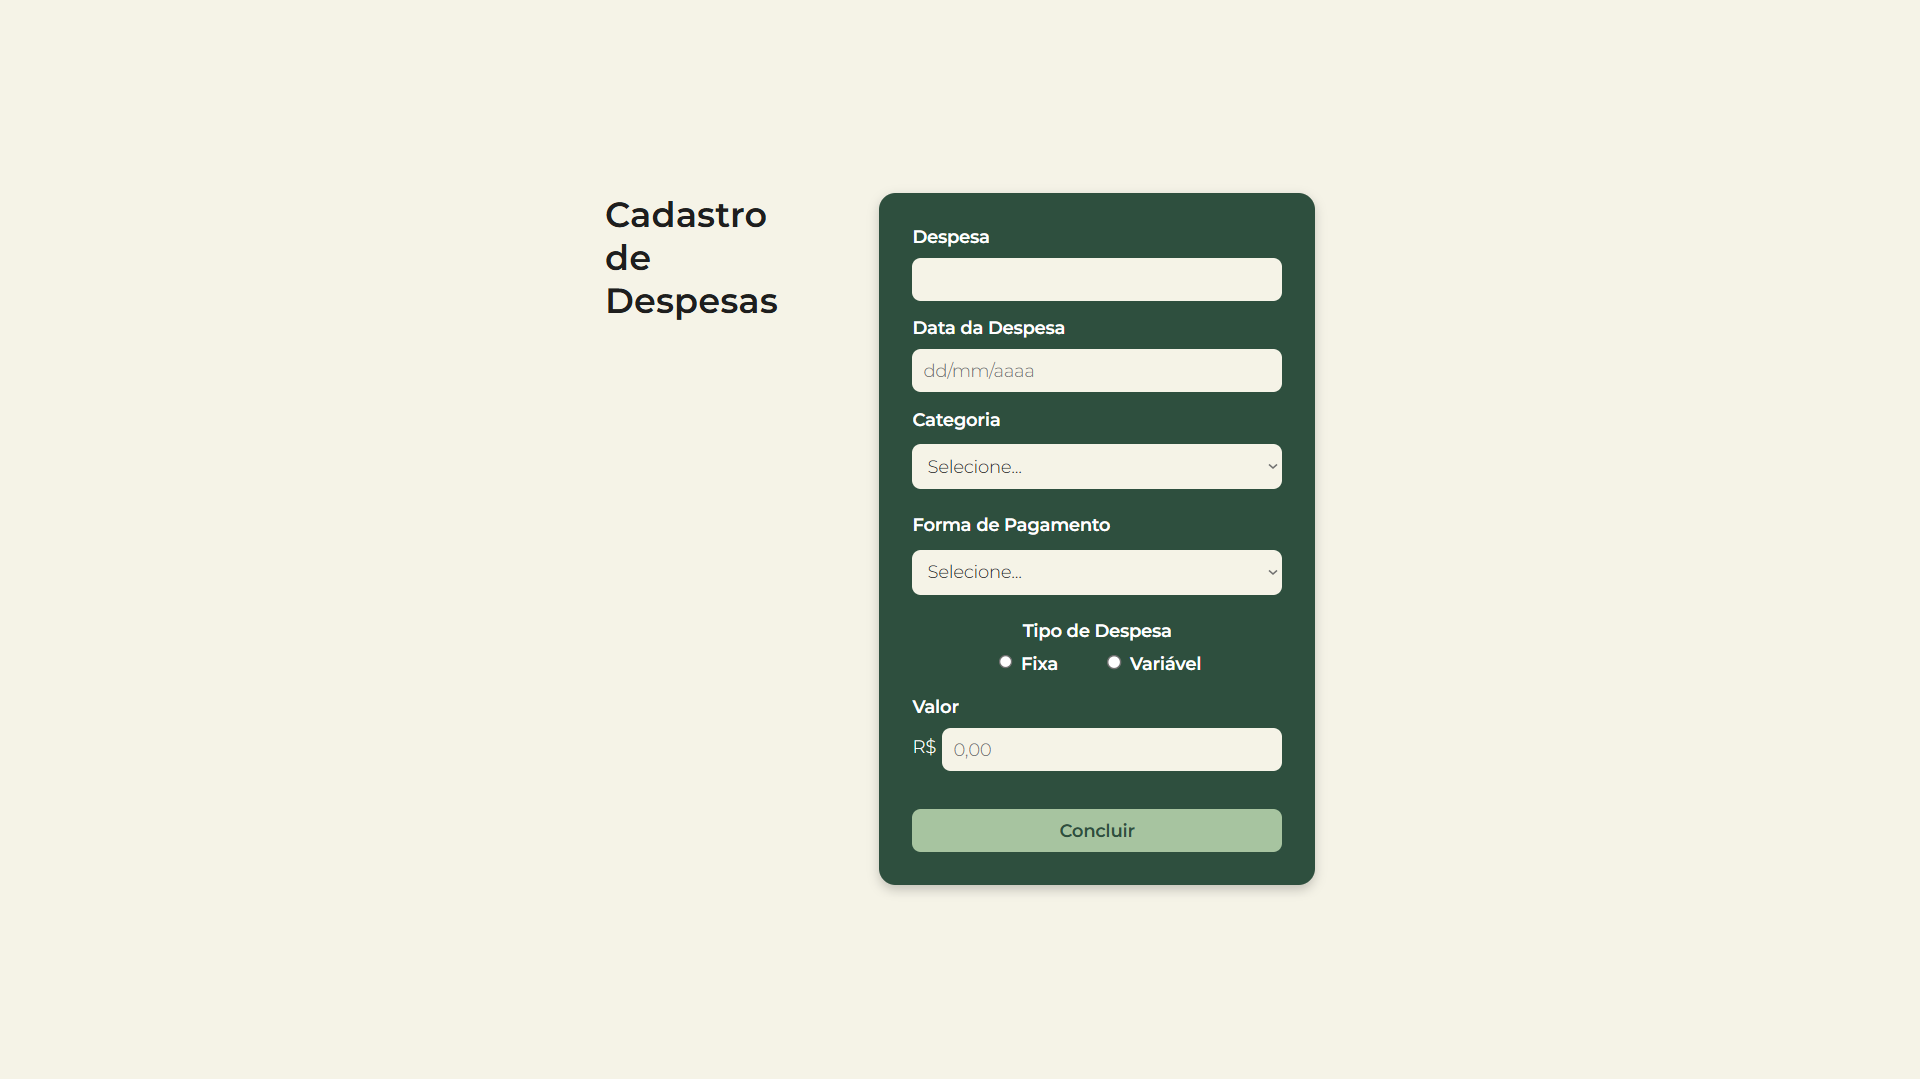 Cadastro
de
Despesas
Despesa
Data da Despesa
dd/mm/aaaa
Categoria
Selecione...
Forma de Pagamento
Selecione...
Tipo de Despesa
Fixa Variável
Valor
R$ 0,00
Concluir